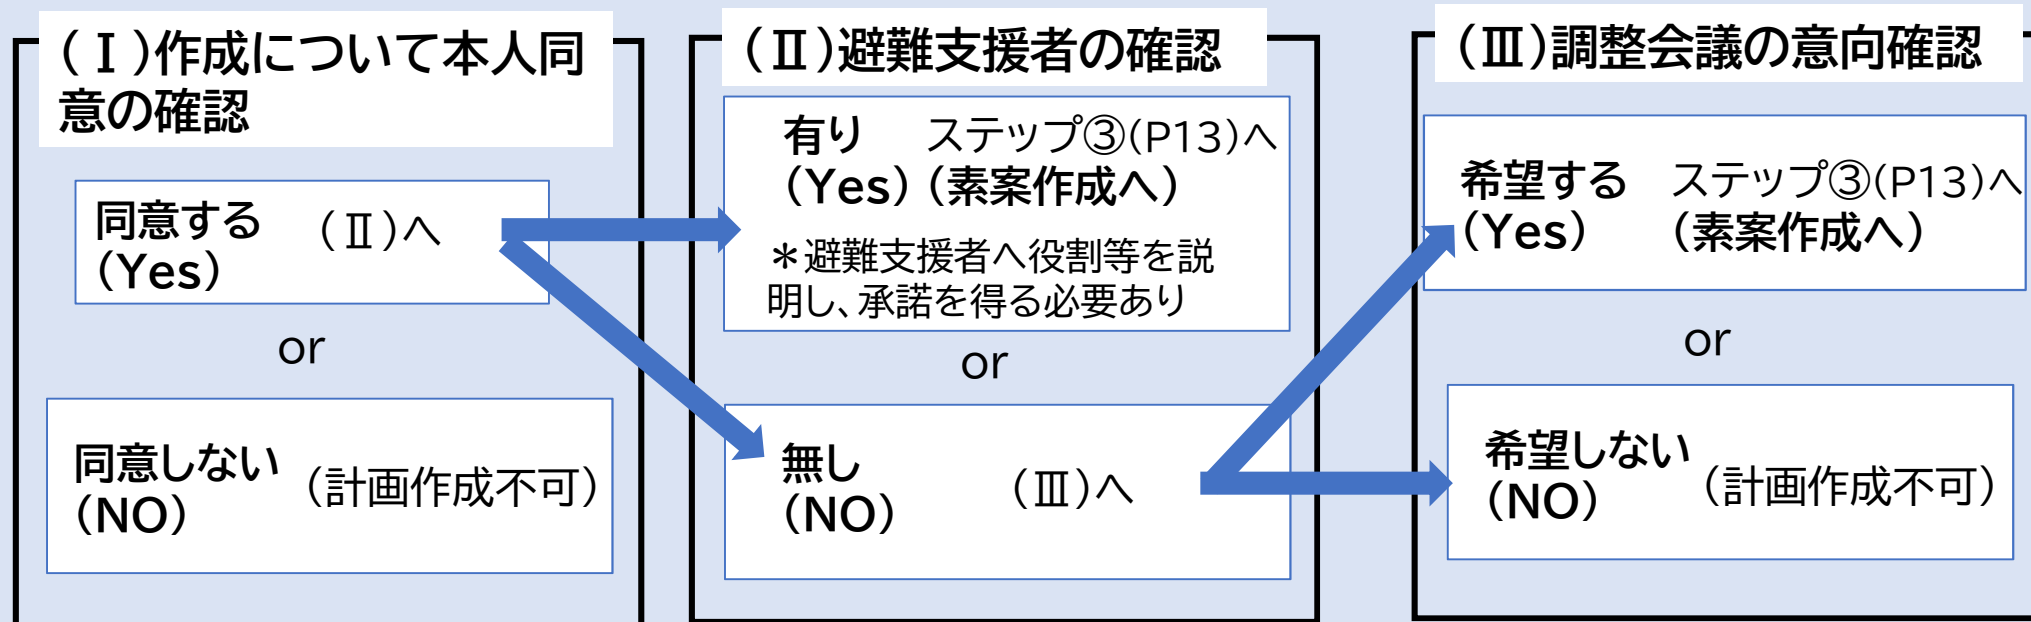 (Ⅰ)作成について本人同
意の確認
同意する (Ⅱ)へ
(Yes)
or
同意しない (計画作成不可)
(NO)
(Ⅱ)避難支援者の確認
有り ステップ③(P13)へ
(Yes) (素案作成へ)
＊避難支援者へ役割等を説
明し、承諾を得る必要あり
or
無し (Ⅲ)へ
(NO)
(Ⅲ)調整会議の意向確認
希望する ステップ③(P13)へ
(Yes) (素案作成へ)
or
希望しない (計画作成不可)
(NO)